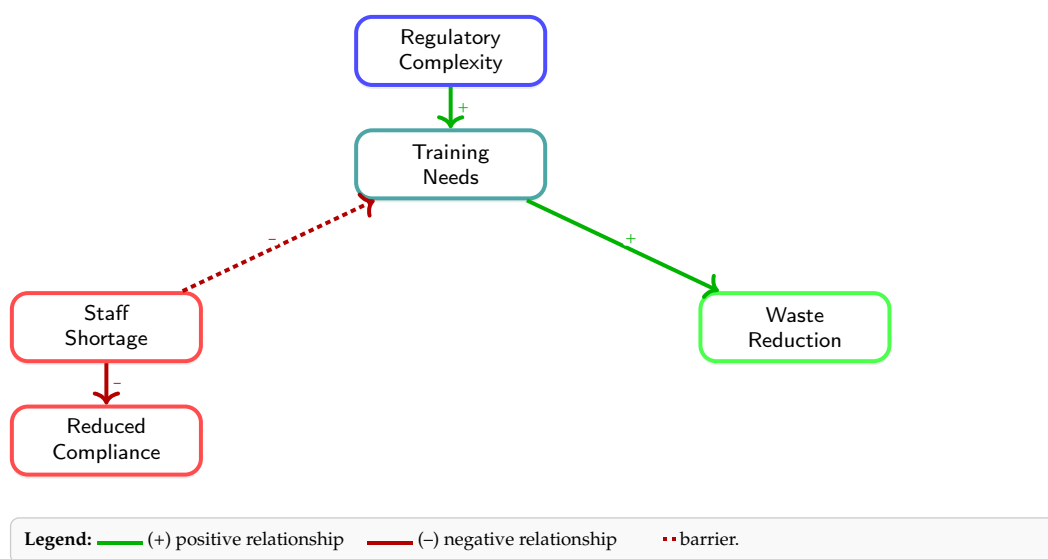 Regulatory
Complexity
+
Training
Needs
–
+
Staff
Shortage
Waste
Reduction
–
Reduced
Compliance
Legend: (+) positive relationship (–) negative relationship barrier.